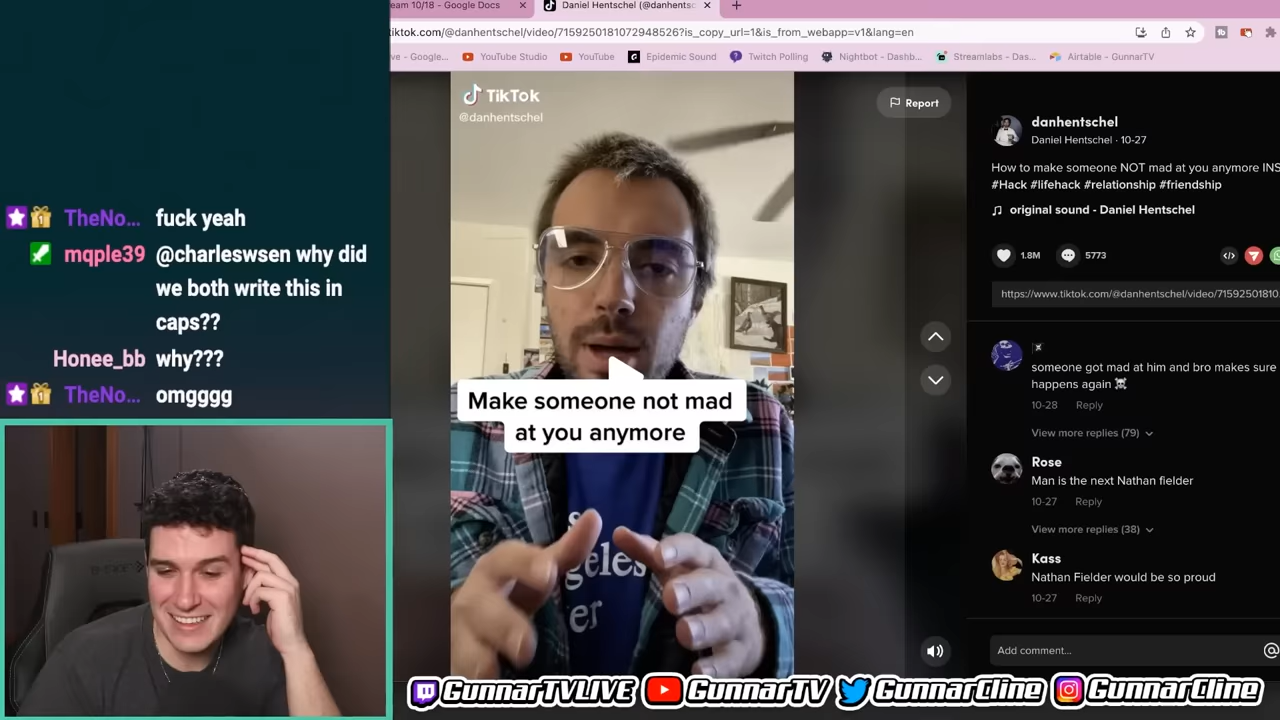 eam 10/18 - Google Docs
Daniel Hentschel (@danhentsc
iktok.com/@danhentschel/video/7159250181072948526?is_copy_url=1&is_from_webapp=v1&lang=en
ve - Google...
YouTube Studio
YouTube
Epidemic Sound
Twitch Polling
Nightbot - Dashb...
Streamlabs - Das...
Airtable - GunnarTV
TikTok
@danhentschel
Report
danhentschel
Daniel Hentschel · 10-27
How to make someone NOT mad at you anymore INS
#Hack #lifehack #relationship #friendship
original sound - Daniel Hentschel
1.8M
5773
https://www.tiktok.com/@danhentschel/video/71592501810
someone got mad at him and bro makes sure
happens again ☠️
10-28 Reply
View more replies (79)
Rose
Man is the next Nathan fielder
10-27 Reply
View more replies (38)
Kass
Nathan Fielder would be so proud
10-27 Reply
Add comment...
TheNo... fuck yeah
mqple39 @charleswsen why did
we both write this in
caps??
Honee_bb why???
TheNo... omgggg
Make someone not mad
at you anymore
GunnarTVLIVE
GunnarTV
GunnarCline
GunnarCline